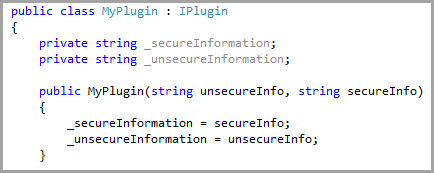 public class MyPlugin : IPlugin
{
    private string _secureInformation;
    private string _unsecureInformation;
    public MyPlugin(string unsecureInfo, string secureInfo)
    {
        _secureInformation = secureInfo;
        _unsecureInformation = unsecureInfo;
    }